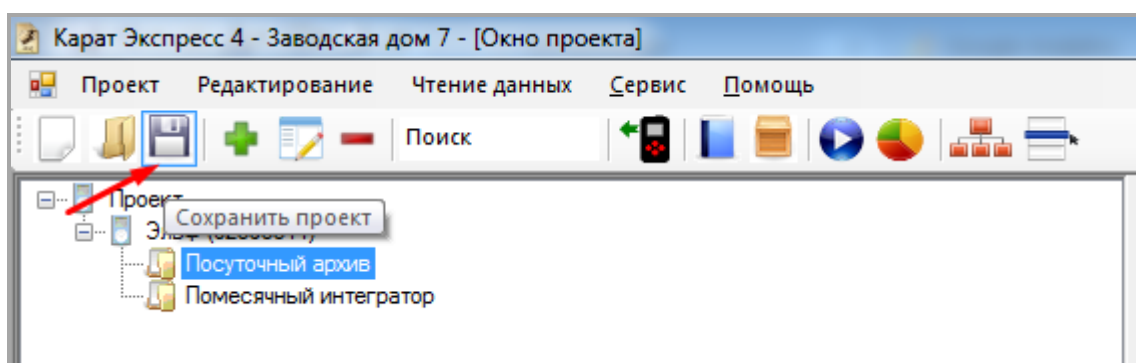 Карат Экспресс 4 - Заводская дом 7 - [Окно проекта]
Проект Редактирование Чтение данных Сервис Помощь
Поиск
Проект
Сохранить проект
Посуточный архив
Помесячный интегратор